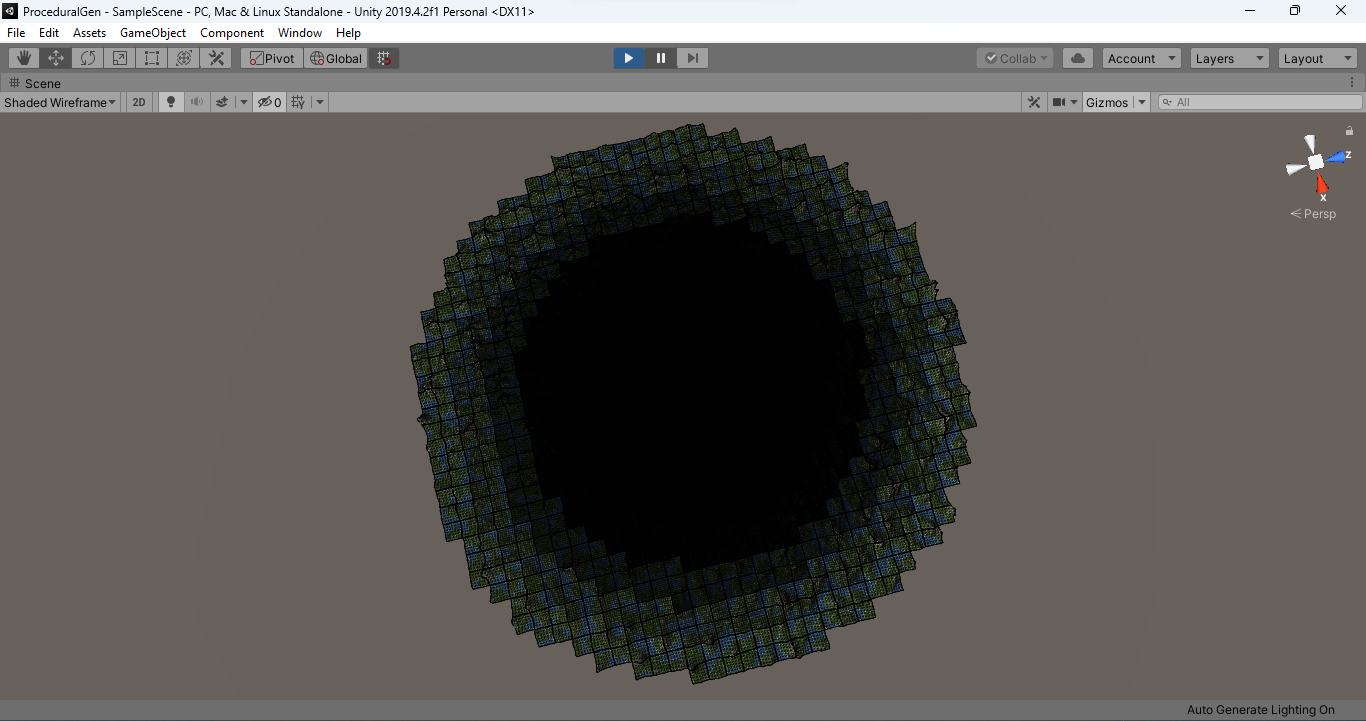 ProceduralGen - SampleScene - PC, Mac & Linux Standalone - Unity 2019.4.2f1 Personal <DX11>
File Edit Assets GameObject Component Window Help
Pivot Global Collab Account Layers Layout
Scene
Shaded Wireframe 2D 0 Gizmos All
z
x
Persp
Auto Generate Lighting On